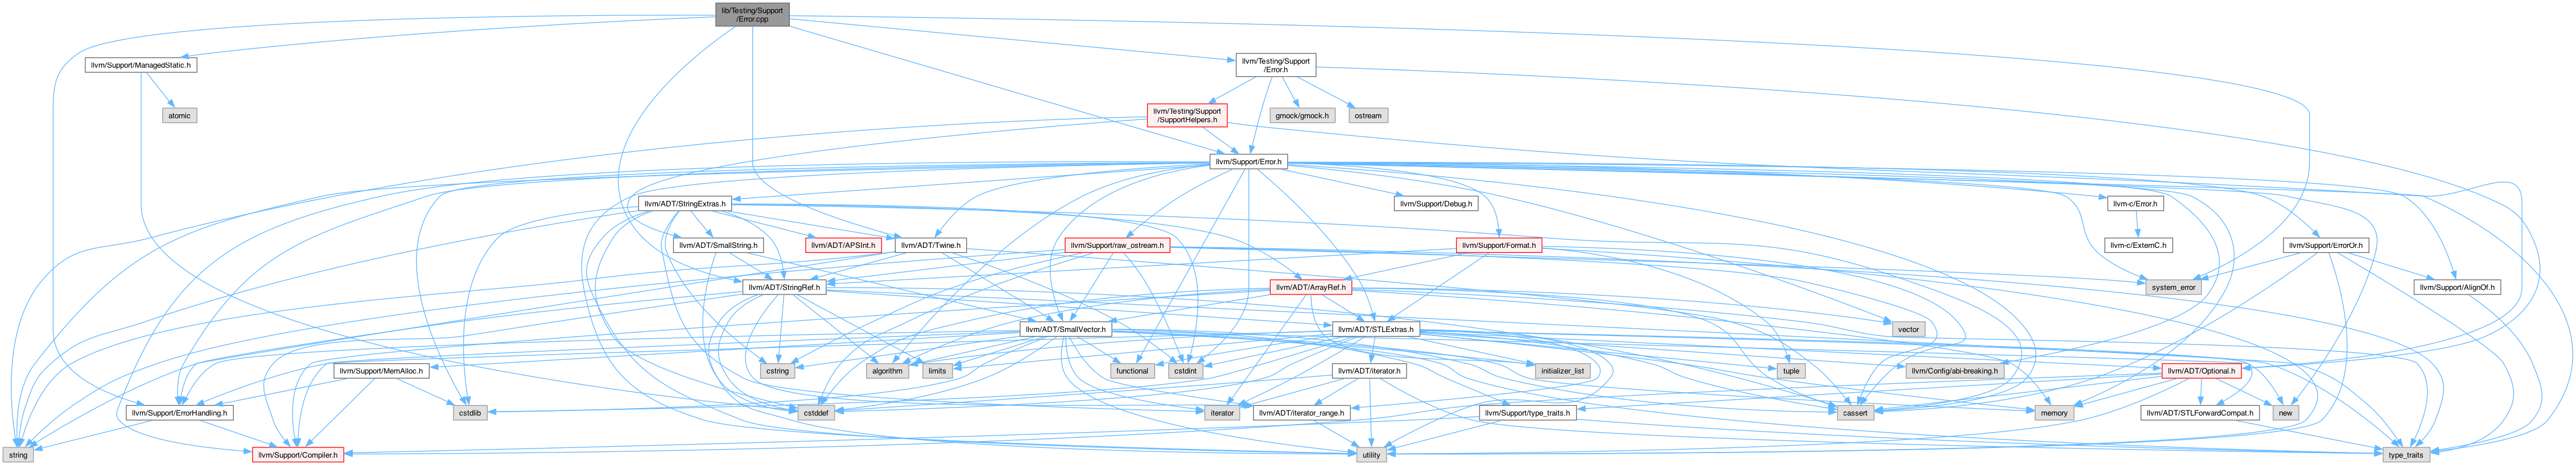 lib/Testing/Support
/Error.cpp
llvm/Support/ManagedStatic.h
llvm/Testing/Support
/Error.h
atomic
llvm/Testing/Support
/SupportHelpers.h
gmock/gmock.h
ostream
llvm/Support/Error.h
llvm/ADT/StringExtras.h
llvm/Support/Debug.h
llvm-c/Error.h
llvm/ADT/SmallString.h
llvm/ADT/APSInt.h
llvm/ADT/Twine.h
llvm/Support/raw_ostream.h
llvm/Support/Format.h
llvm-c/ExternC.h
llvm/Support/ErrorOr.h
llvm/ADT/StringRef.h
llvm/ADT/ArrayRef.h
system_error
llvm/Support/AlignOf.h
llvm/ADT/SmallVector.h
llvm/ADT/STLExtras.h
vector
llvm/Support/MemAlloc.h
cstring
algorithm
limits
functional
cstdint
llvm/ADT/iterator.h
initializer_list
tuple
llvm/Config/abi-breaking.h
llvm/ADT/Optional.h
llvm/Support/ErrorHandling.h
cstdlib
cstddef
iterator
llvm/ADT/iterator_range.h
llvm/Support/type_traits.h
cassert
memory
llvm/ADT/STLForwardCompat.h
new
string
llvm/Support/Compiler.h
utility
type_traits